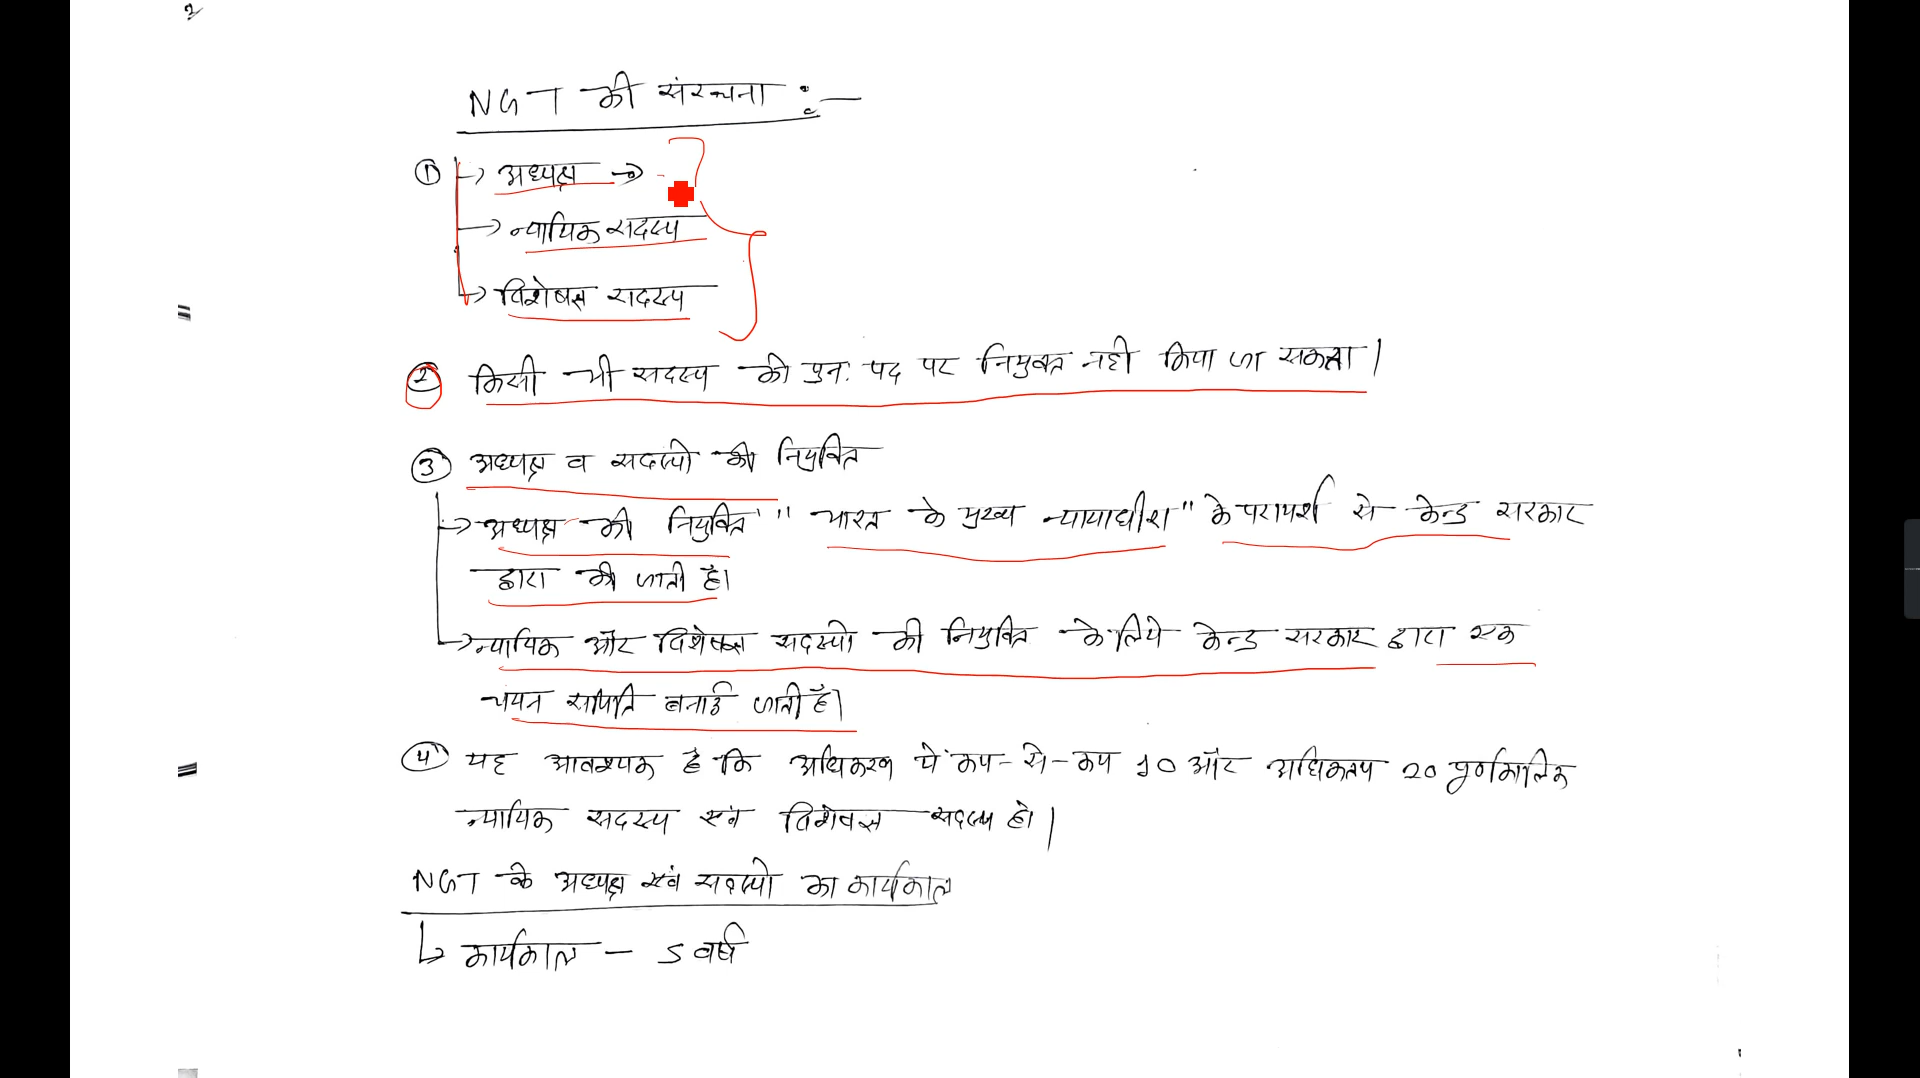 2
NGT की संरचना :-
① → अध्यक्ष →
→ न्यायिक सदस्य
→ विशेषज्ञ सदस्य
② किसी भी सदस्य को पुनः पद पर नियुक्त नही किया जा सकता |
③ अध्यक्ष व सदस्यो की नियुक्ति
→ अध्यक्ष की नियुक्ति " भारत के मुख्य न्यायाधीश " के परामर्श से केन्द्र सरकार
द्वारा की जाती है।
→ न्यायिक और विशेषज्ञ सदस्यो की नियुक्ति के लिये केन्द्र सरकार द्वारा एक
चयन समिति बनाई जाती है|
④ यह आवश्यक है कि अधिकरण मे कम-से-कम 10 और अधिकतम 20 पूर्णकालिक
न्यायिक सदस्य एवं विशेषज्ञ सदस्य हो |
NGT के अध्यक्ष एवं सदस्यो का कार्यकाल
↳ कार्यकाल - 5 वर्ष